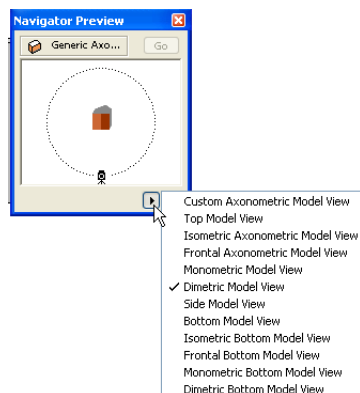 Navigator Preview
Generic Axo...
Go
Custom Axonometric Model View
Top Model View
Isometric Axonometric Model View
Frontal Axonometric Model View
Monometric Model View
Dimetric Model View
Side Model View
Bottom Model View
Isometric Bottom Model View
Frontal Bottom Model View
Monometric Bottom Model View
Dimetric Bottom Model View